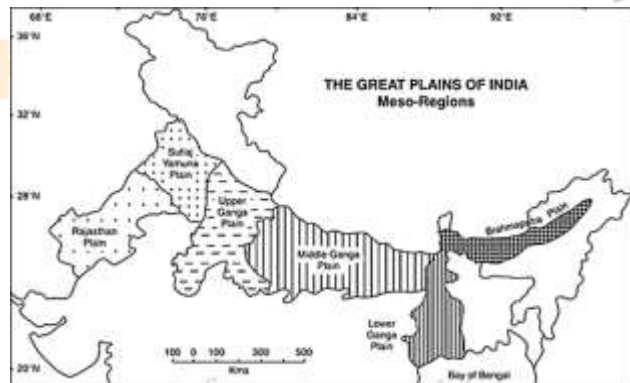 68°E 76°E 84°E 92°E
36°N
32°N
28°N
20°N
THE GREAT PLAINS OF INDIA
Meso-Regions
Sutlaj
Yamuna
Plain
Upper
Ganga
Plain
Rajasthan
Plain
Middle Ganga
Plain
Brahmaputra Plain
Lower
Ganga
Plain
100 0 100 300 500
Kms
Bay of Bengal